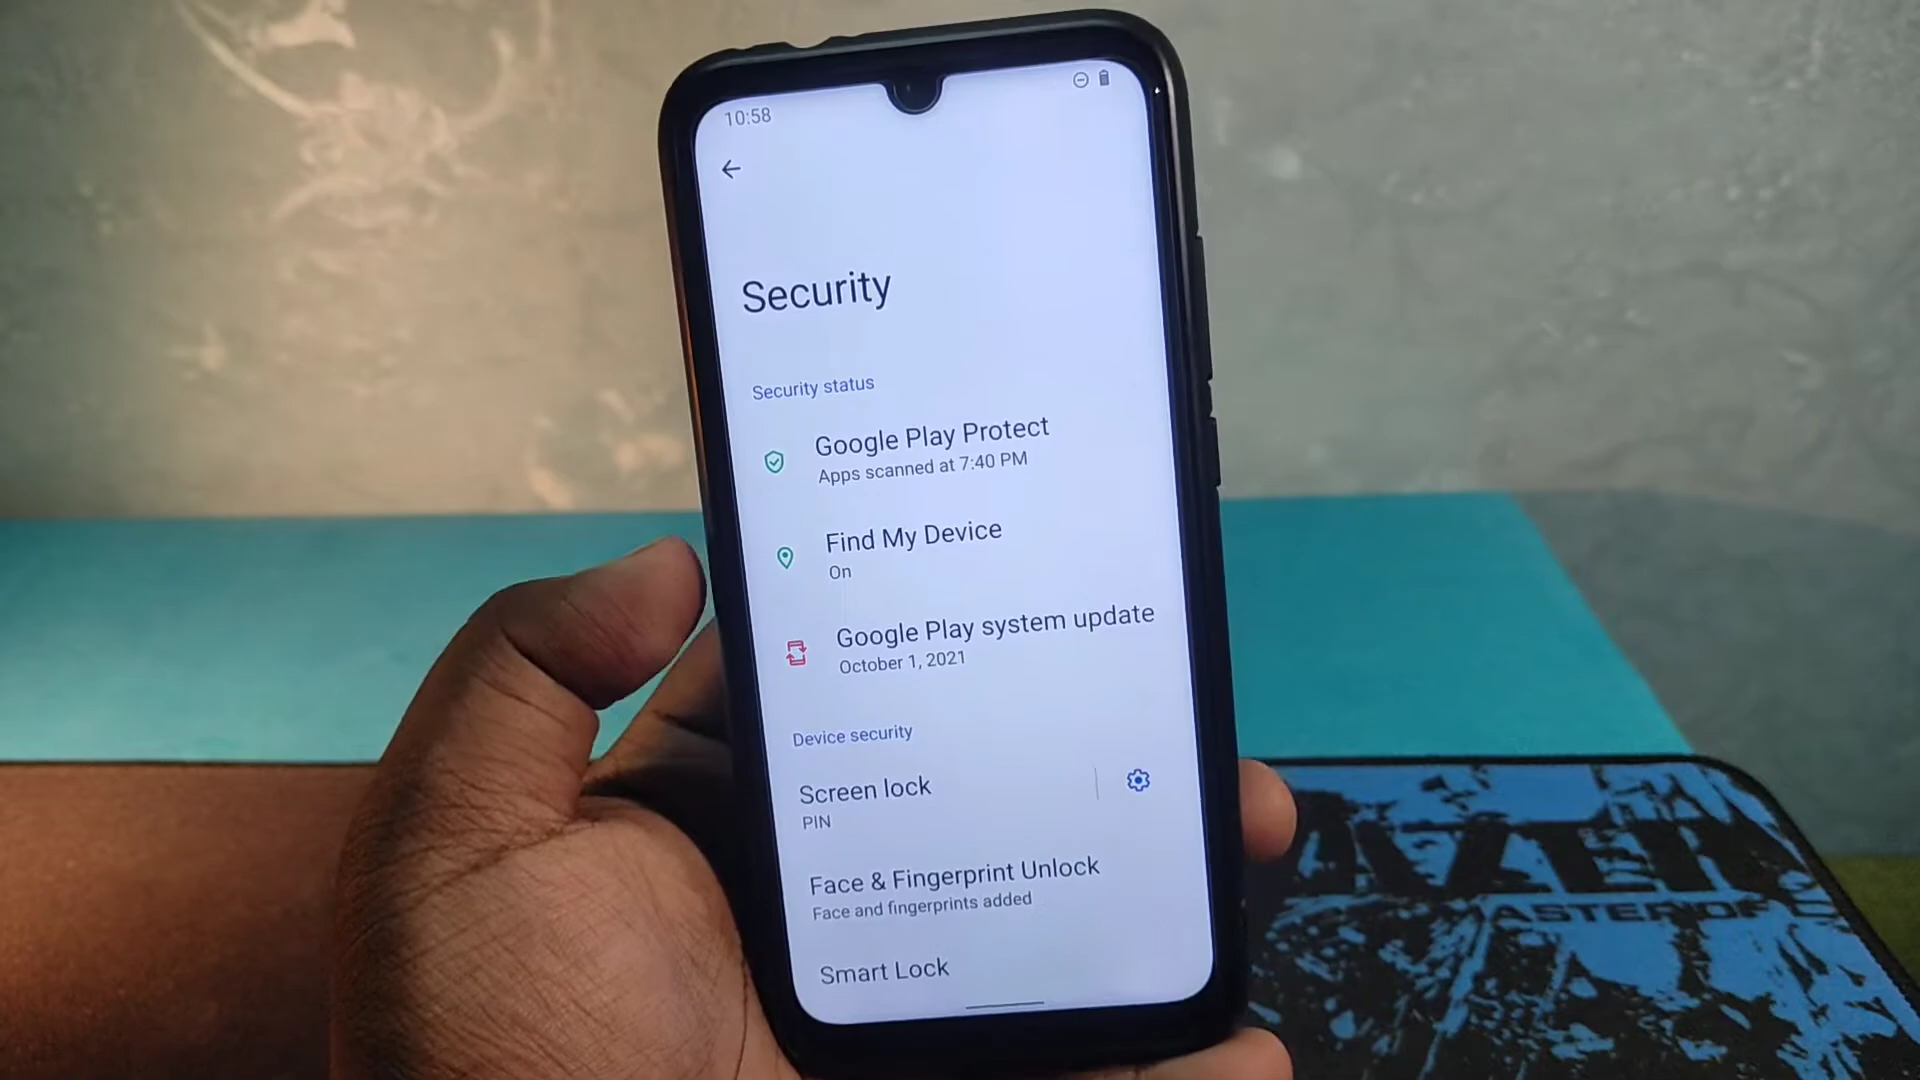 10:58
Security
Security status
Google Play Protect
Apps scanned at 7:40 PM
Find My Device
On
Google Play system update
October 1, 2021
Device security
Screen lock
PIN
Face & Fingerprint Unlock
Face and fingerprints added
Smart Lock
MASTER OF